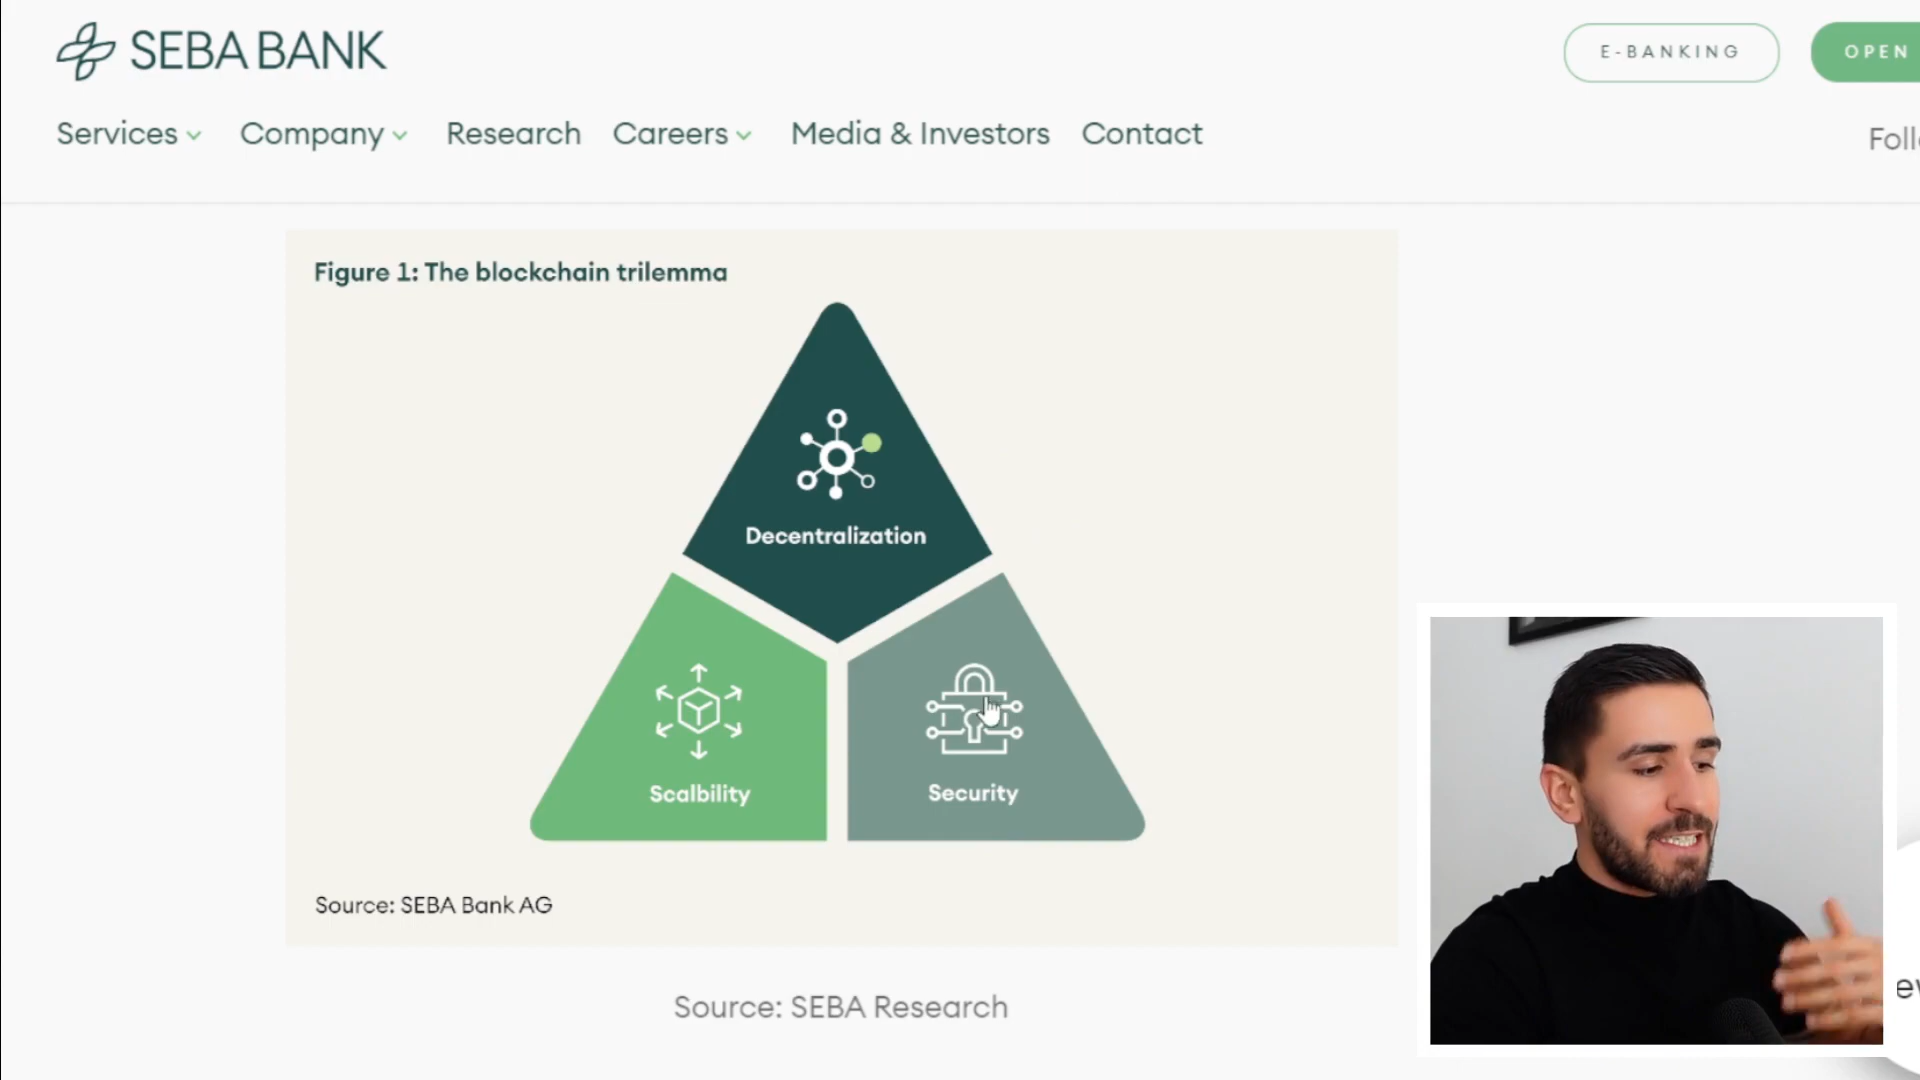 SEBA BANK
E-BANKING
OPEN
Services
Company
Research
Careers
Media & Investors
Contact
Foll
Figure 1: The blockchain trilemma
Decentralization
Scalbility
Security
Source: SEBA Bank AG
Source: SEBA Research